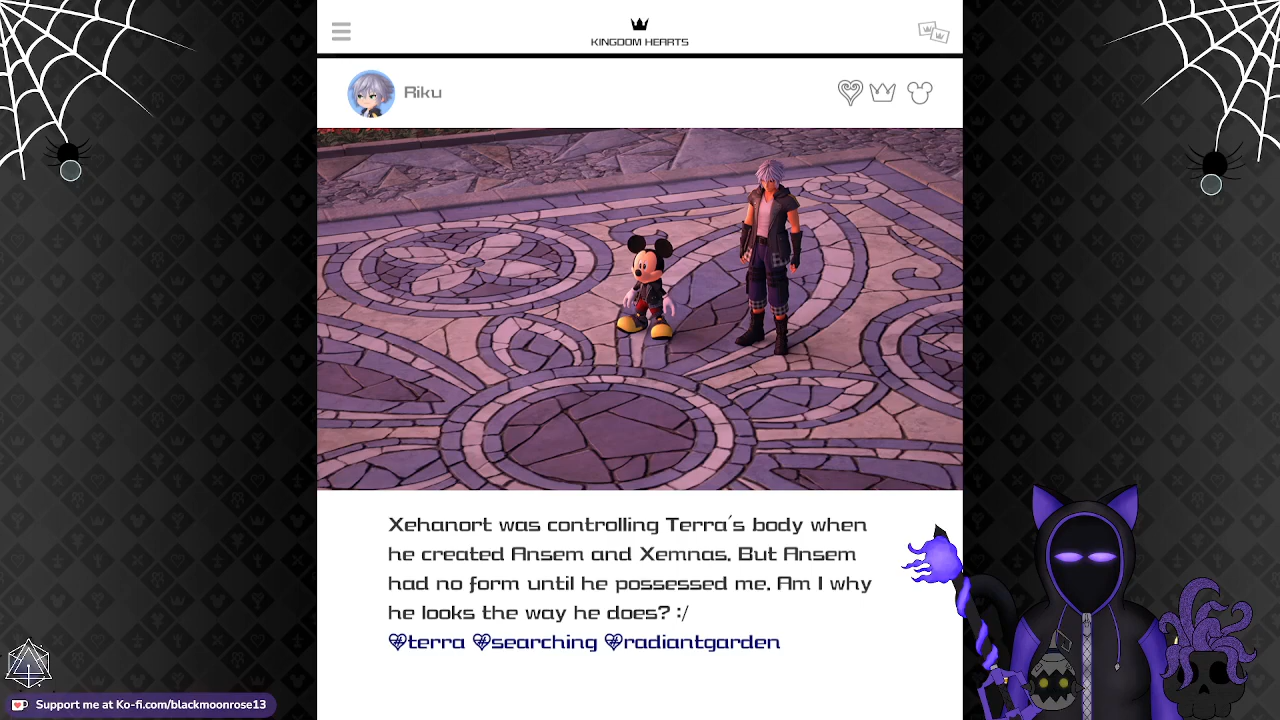 KINGDOM HEARTS
Riku
Xehanort was controlling Terra's body when
he created Ansem and Xemnas. But Ansem
had no form until he possessed me. Am I why
he looks the way he does? :/
terra searching radiantgarden
Support me at Ko-fi.com/blackmoonrose13